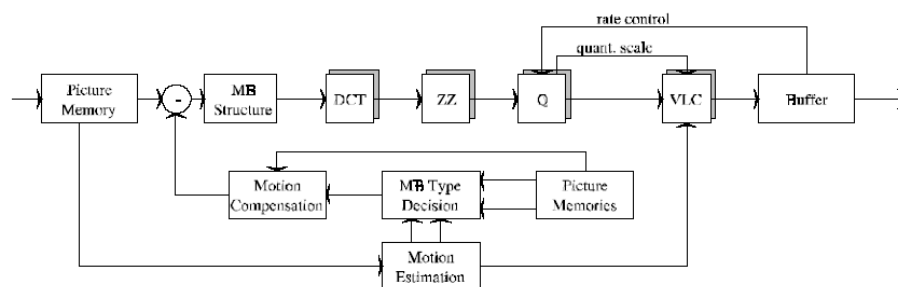 rate control
quant. scale
Picture
Memory
-
MB
Structure
DCT
ZZ
Q
VLC
Buffer
Motion
Compensation
MB Type
Decision
Picture
Memories
Motion
Estimation